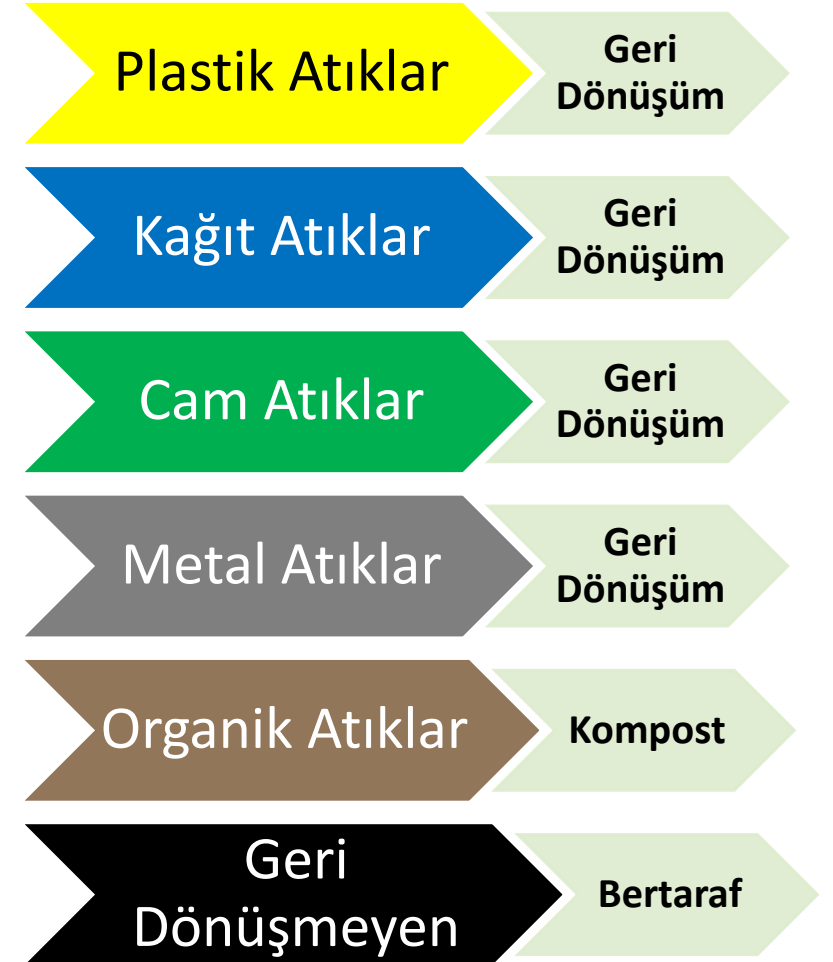 Plastik Atıklar
Geri
Dönüşüm
Kağıt Atıklar
Geri
Dönüşüm
Cam Atıklar
Geri
Dönüşüm
Metal Atıklar
Geri
Dönüşüm
Organik Atıklar
Kompost
Geri
Dönüşmeyen
Bertaraf